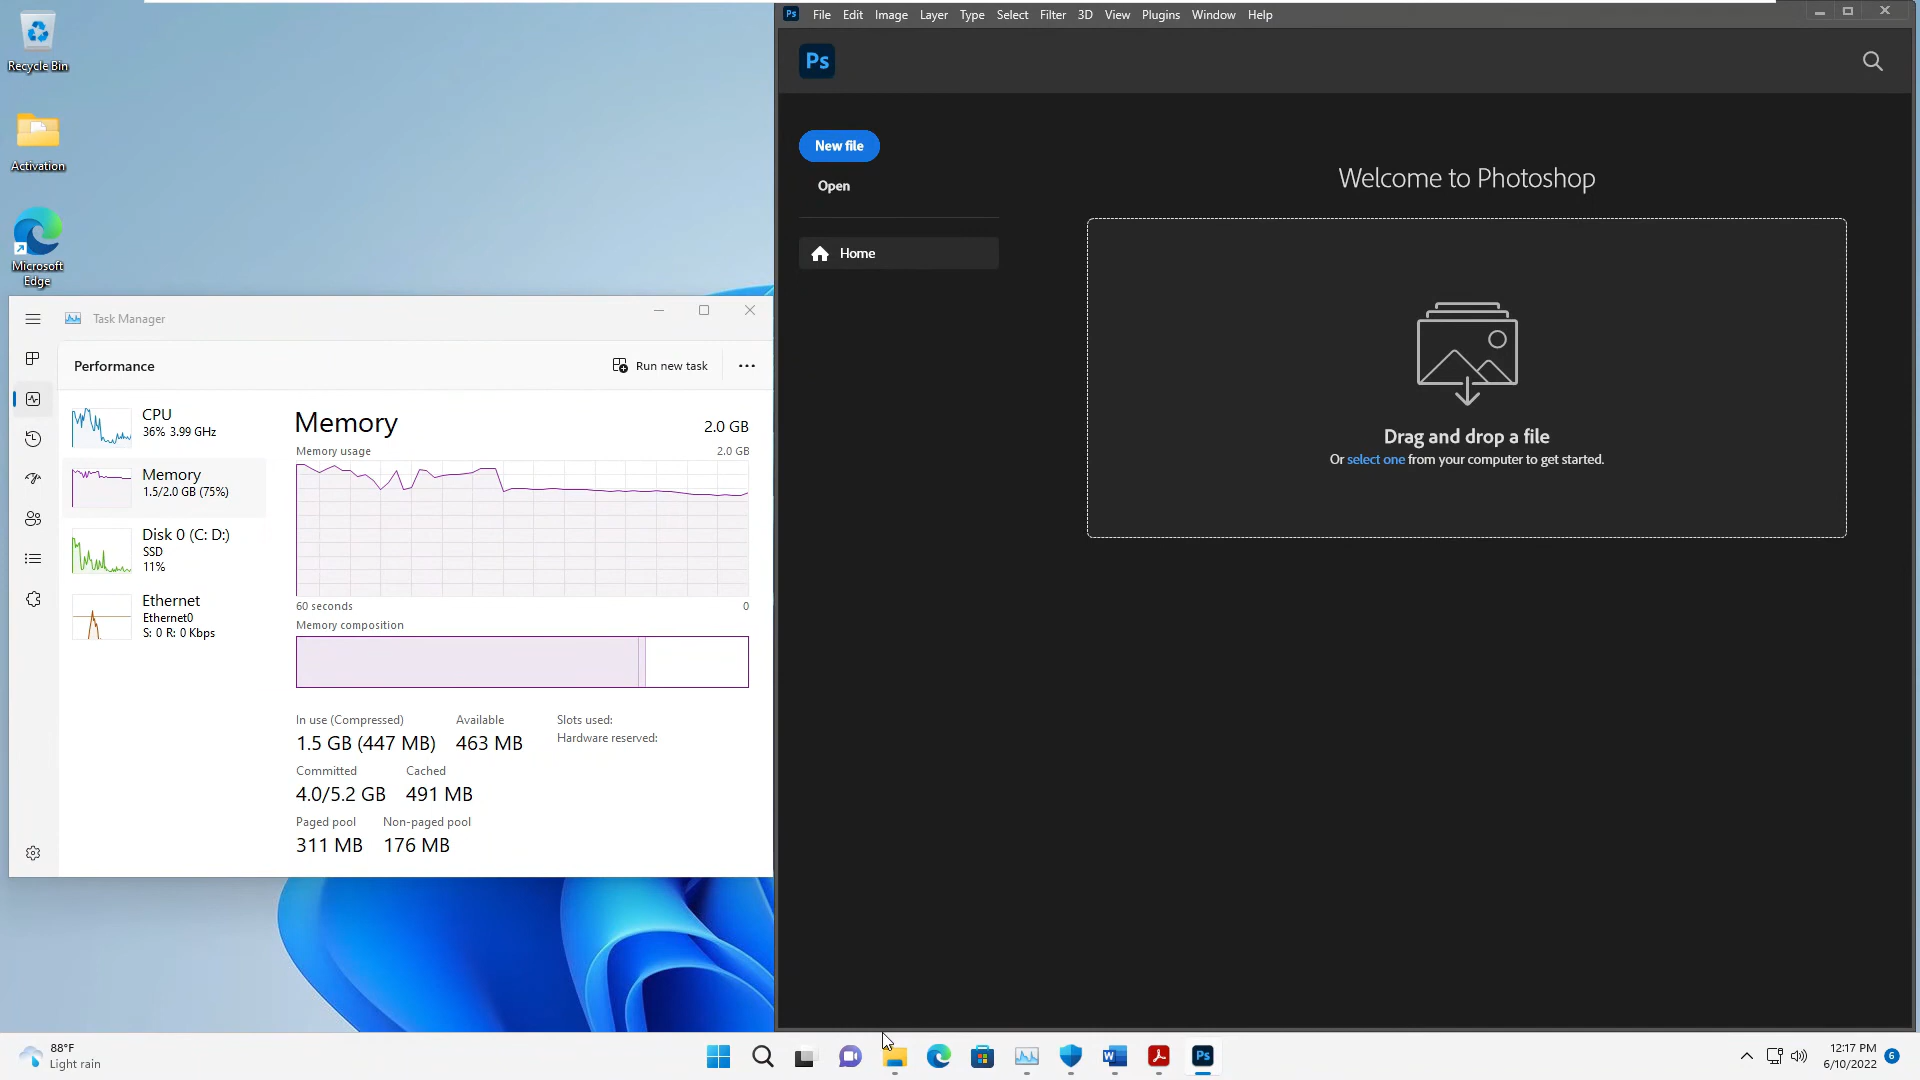 Recycle Bin
Activation
Microsoft
Edge
Task Manager
Performance
Run new task
CPU
36% 3.99 GHz
Memory
1.5/2.0 GB (75%)
Disk 0 (C: D:)
SSD
11%
Ethernet
Ethernet0
S: 0 R: 0 Kbps
Memory 2.0 GB
Memory usage 2.0 GB
60 seconds 0
Memory composition
In use (Compressed) Available Slots used:
1.5 GB (447 MB) 463 MB Hardware reserved:
Committed Cached
4.0/5.2 GB 491 MB
Paged pool Non-paged pool
311 MB 176 MB
Ps File Edit Image Layer Type Select Filter 3D View Plugins Window Help
Ps
New file
Open
Home
Welcome to Photoshop
Drag and drop a file
Or select one from your computer to get started.
88°F
Light rain
W
Ps
12:17 PM
6/10/2022
6